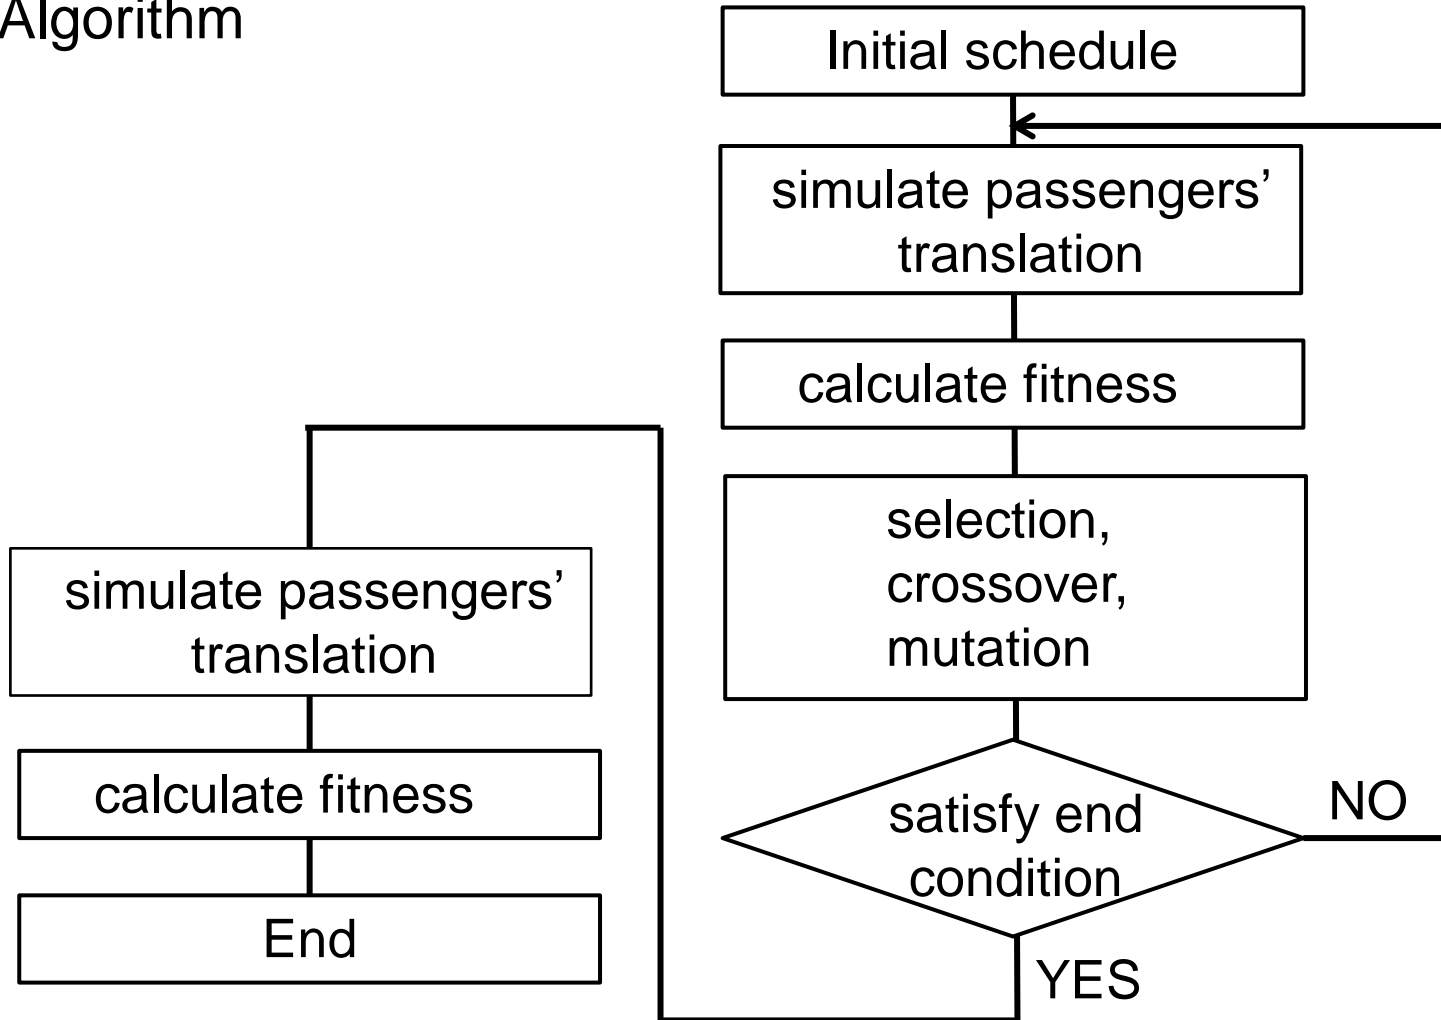 Algorithm
Initial schedule
simulate passengers’
translation
calculate fitness
selection,
crossover,
mutation
satisfy end
condition
NO
YES
simulate passengers’
translation
calculate fitness
End